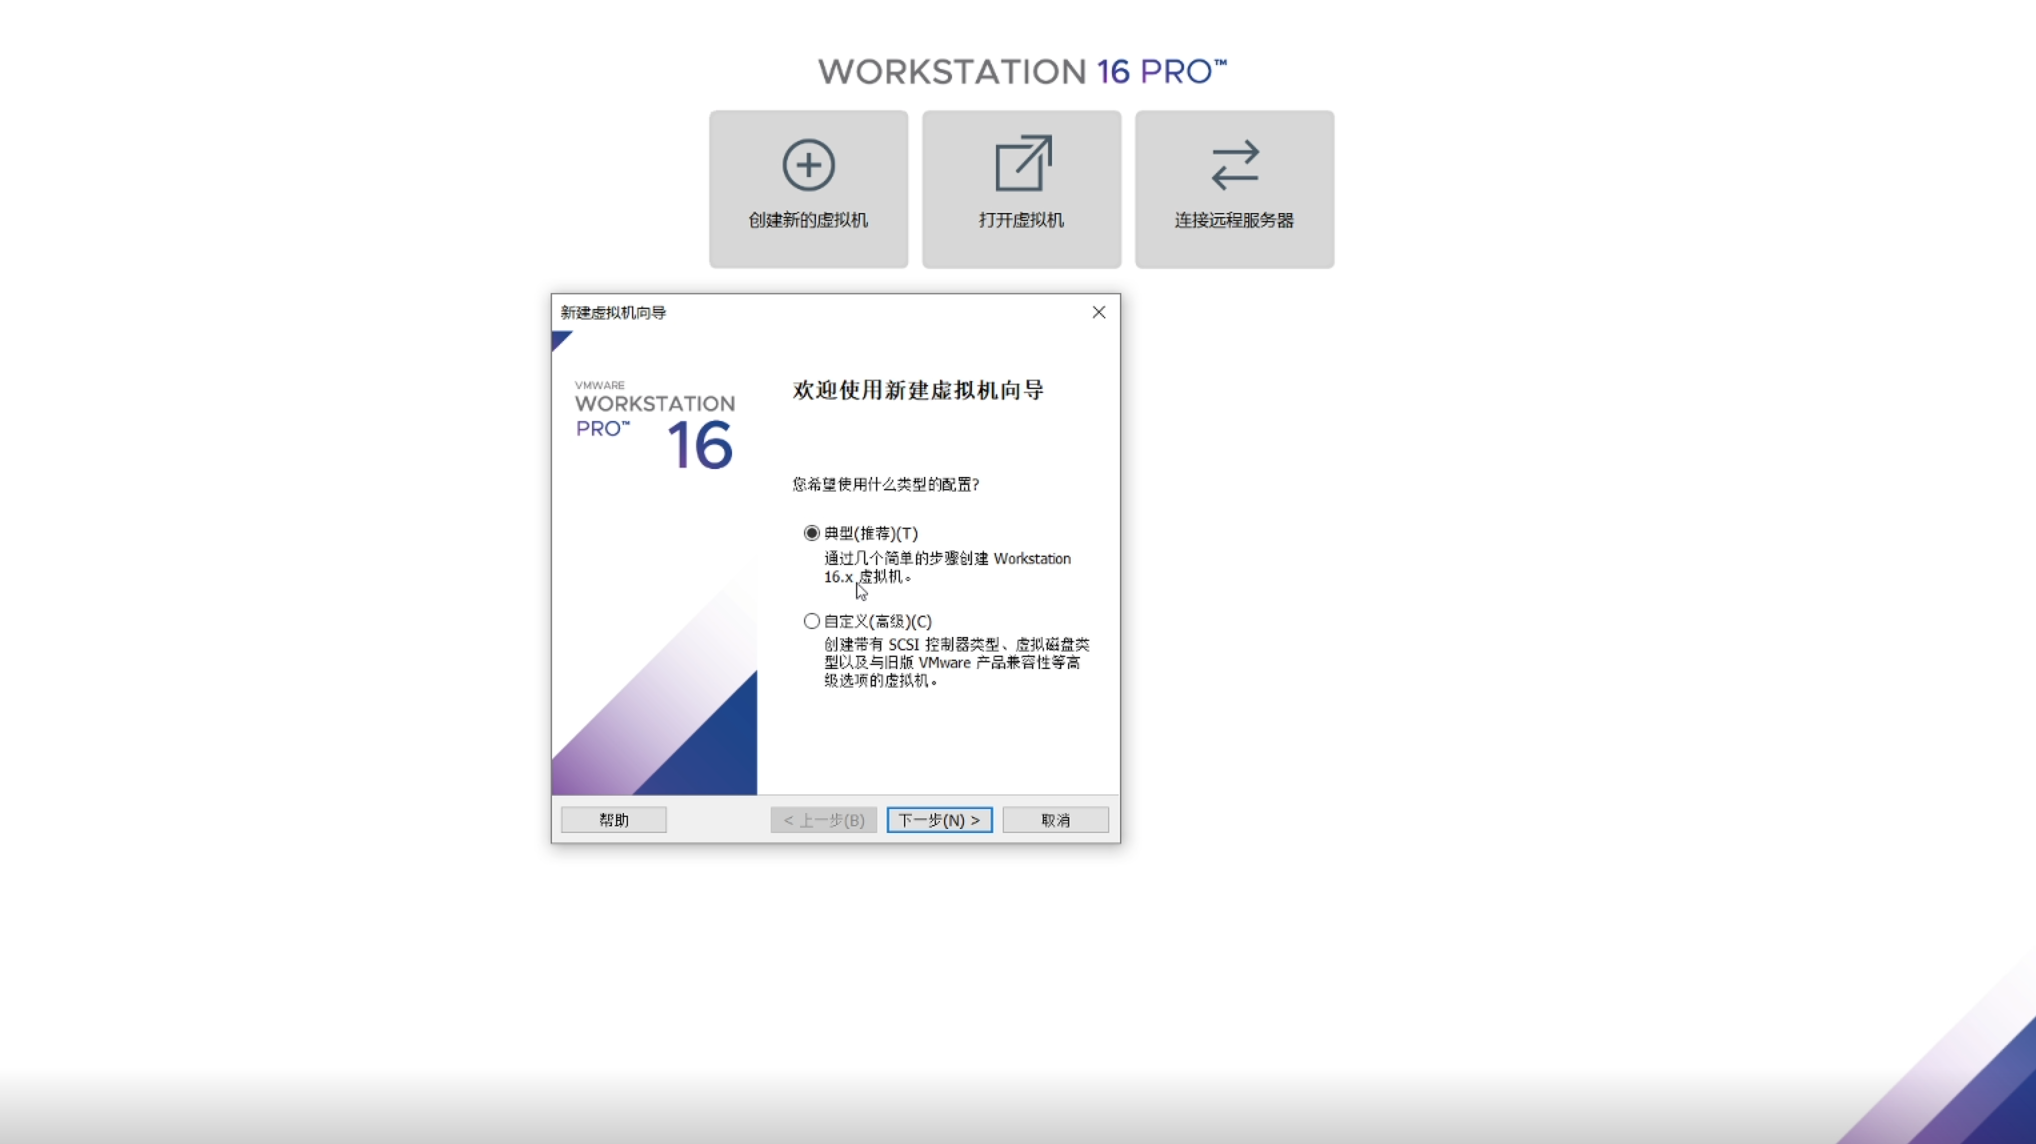 WORKSTATION 16 PRO™
创建新的虚拟机
打开虚拟机
连接远程服务器
新建虚拟机向导
VMWARE
WORKSTATION
PRO™ 16
欢迎使用新建虚拟机向导
您希望使用什么类型的配置?
典型(推荐)(T)
通过几个简单的步骤创建 Workstation
16.x 虚拟机。
自定义(高级)(C)
创建带有 SCSI 控制器类型、虚拟磁盘类
型以及与旧版 VMware 产品兼容性等高
级选项的虚拟机。
帮助
< 上一步(B)
下一步(N) >
取消